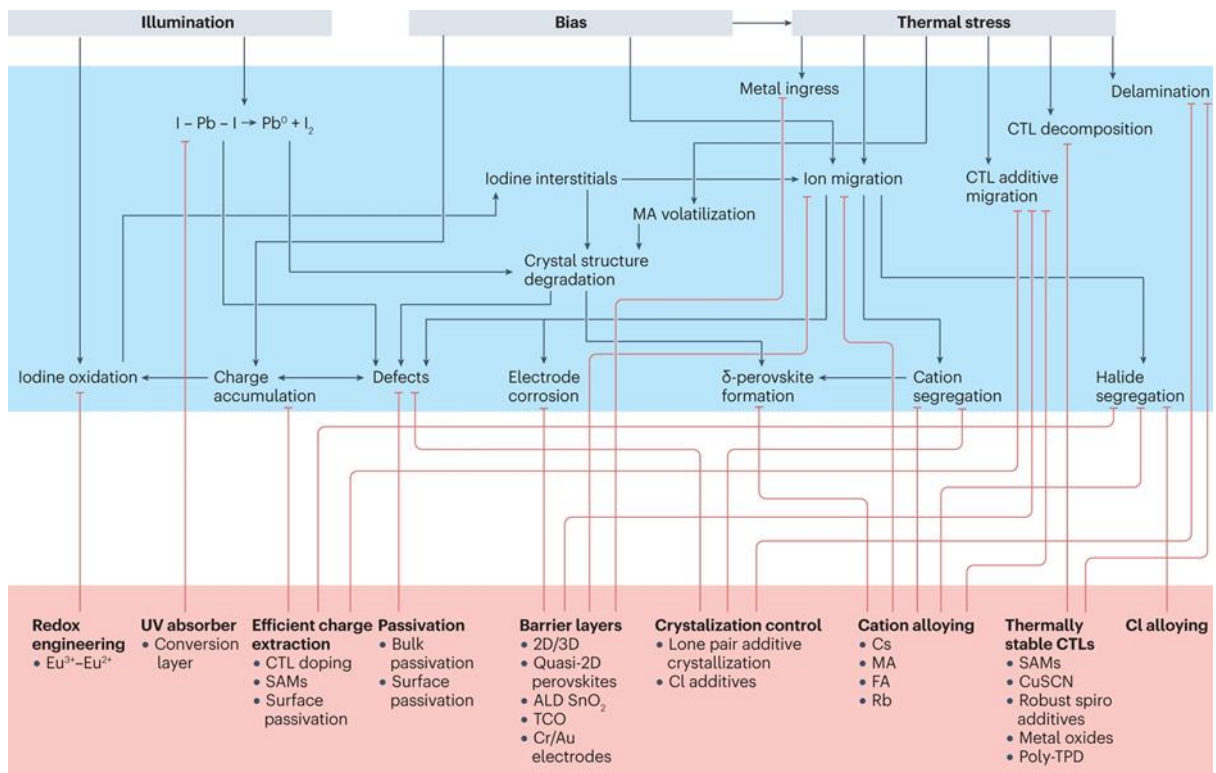 Illumination
Bias
Thermal stress
Metal ingress
Delamination
I – Pb – I → Pb⁰ + I₂
CTL decomposition
Iodine interstitials
Ion migration
CTL additive
migration
MA volatilization
Crystal structure
degradation
Iodine oxidation
Charge
accumulation
Defects
Electrode
corrosion
δ-perovskite
formation
Cation
segregation
Halide
segregation
Redox
engineering
• Eu³⁺–Eu²⁺
UV absorber
• Conversion
layer
Efficient charge
extraction
• CTL doping
• SAMs
• Surface
passivation
Passivation
• Bulk
passivation
• Surface
passivation
Barrier layers
• 2D/3D
• Quasi-2D
perovskites
• ALD SnO₂
• TCO
• Cr/Au
electrodes
Crystalization control
• Lone pair additive
crystallization
• Cl additives
Cation alloying
• Cs
• MA
• FA
• Rb
Thermally
stable CTLs
• SAMs
• CuSCN
• Robust spiro
additives
• Metal oxides
• Poly-TPD
Cl alloying